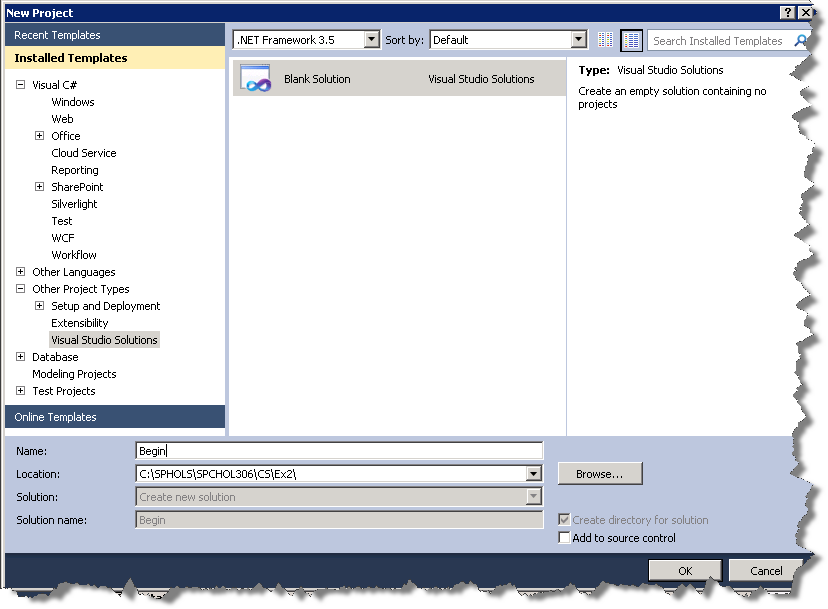 New Project
Recent Templates
Installed Templates
Visual C#
Windows
Web
Office
Cloud Service
Reporting
SharePoint
Silverlight
Test
WCF
Workflow
Other Languages
Other Project Types
Setup and Deployment
Extensibility
Visual Studio Solutions
Database
Modeling Projects
Test Projects
Online Templates
.NET Framework 3.5 Sort by: Default Search Installed Templates
Blank Solution Visual Studio Solutions
Type: Visual Studio Solutions
Create an empty solution containing no
projects
Name: Begin
Location: C:\SPHOLS\SPCHOL306\CS\Ex2\ Browse...
Solution: Create new solution
Solution name: Begin
Create directory for solution
Add to source control
OK Cancel